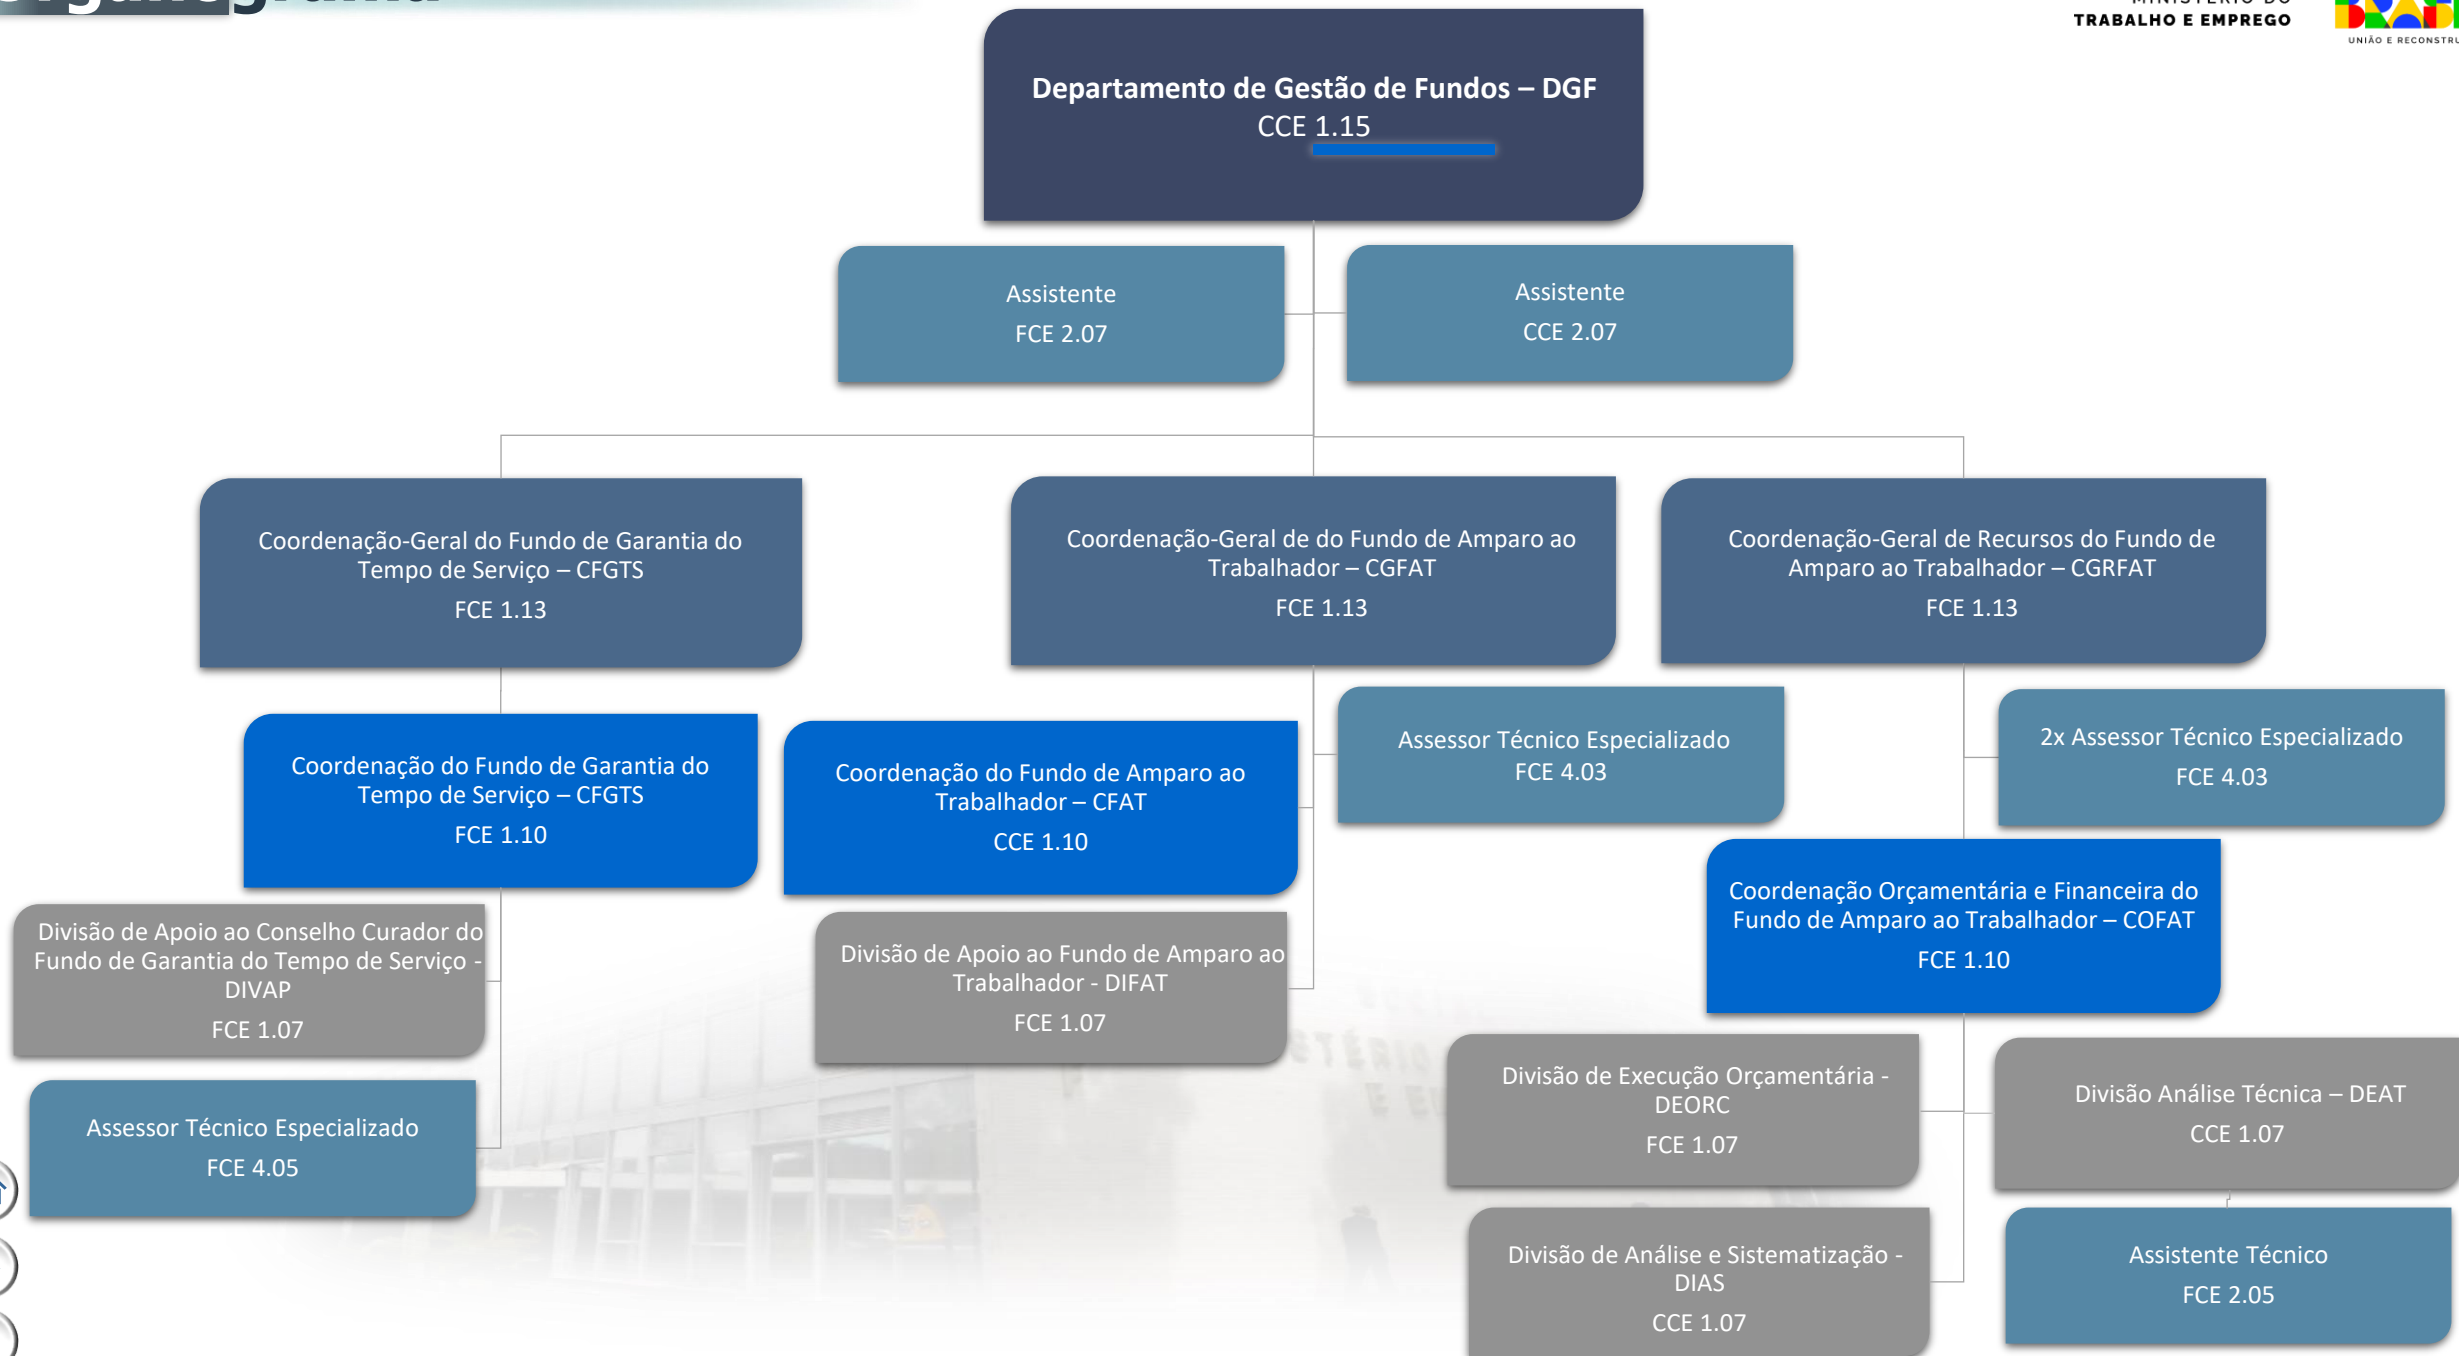 Organograma
MINISTÉRIO DO
TRABALHO E EMPREGO
UNIÃO E RECONSTRU
Departamento de Gestão de Fundos – DGF
CCE 1.15
Assistente
FCE 2.07
Assistente
CCE 2.07
Coordenação-Geral do Fundo de Garantia do
Tempo de Serviço – CFGTS
FCE 1.13
Coordenação-Geral de do Fundo de Amparo ao
Trabalhador – CGFAT
FCE 1.13
Coordenação-Geral de Recursos do Fundo de
Amparo ao Trabalhador – CGRFAT
FCE 1.13
Coordenação do Fundo de Garantia do
Tempo de Serviço – CFGTS
FCE 1.10
Coordenação do Fundo de Amparo ao
Trabalhador – CFAT
CCE 1.10
Assessor Técnico Especializado
FCE 4.03
2x Assessor Técnico Especializado
FCE 4.03
Coordenação Orçamentária e Financeira do
Fundo de Amparo ao Trabalhador – COFAT
FCE 1.10
Divisão de Apoio ao Conselho Curador do
Fundo de Garantia do Tempo de Serviço -
DIVAP
FCE 1.07
Divisão de Apoio ao Fundo de Amparo ao
Trabalhador - DIFAT
FCE 1.07
Assessor Técnico Especializado
FCE 4.05
Divisão de Execução Orçamentária -
DEORC
FCE 1.07
Divisão Análise Técnica – DEAT
CCE 1.07
Divisão de Análise e Sistematização -
DIAS
CCE 1.07
Assistente Técnico
FCE 2.05